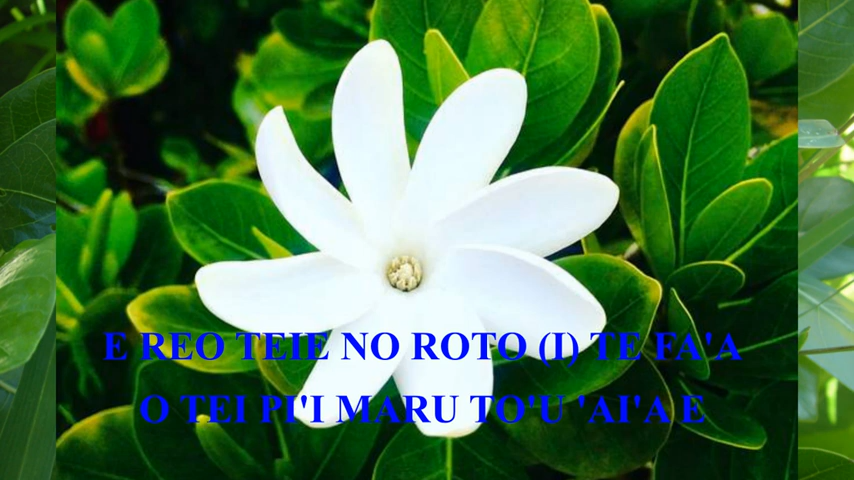 E REO TEIE NO ROTO (I) TE FA'A
O TEI PI'I MARU TO'U 'AI'A E